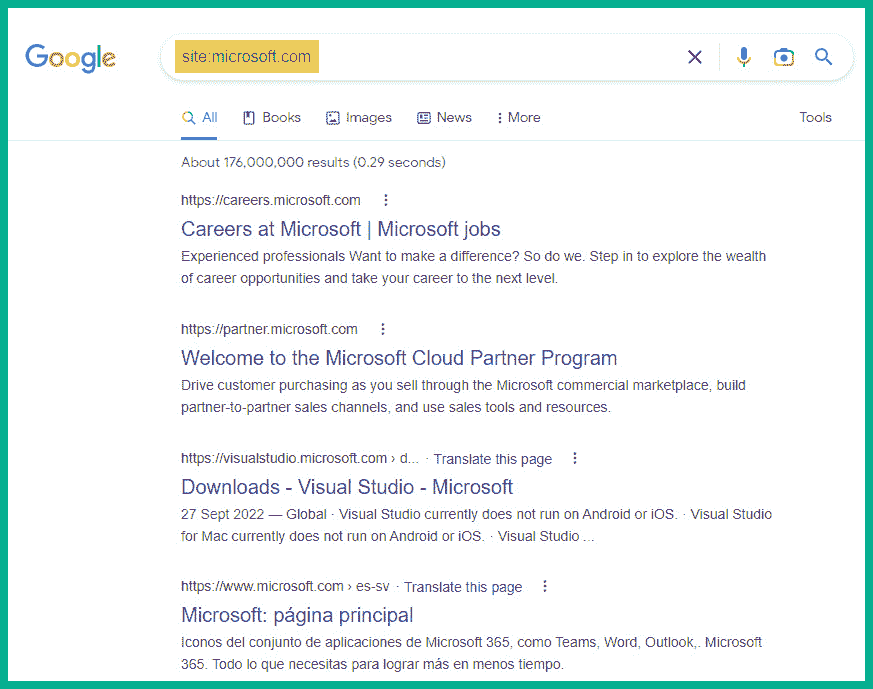 Google
site:microsoft.com
All Books Images News More Tools
About 176,000,000 results (0.29 seconds)
https://careers.microsoft.com
Careers at Microsoft | Microsoft jobs
Experienced professionals Want to make a difference? So do we. Step in to explore the wealth
of career opportunities and take your career to the next level.
https://partner.microsoft.com
Welcome to the Microsoft Cloud Partner Program
Drive customer purchasing as you sell through the Microsoft commercial marketplace, build
partner-to-partner sales channels, and use sales tools and resources.
https://visualstudio.microsoft.com › d... · Translate this page
Downloads - Visual Studio - Microsoft
27 Sept 2022 — Global · Visual Studio currently does not run on Android or iOS. · Visual Studio
for Mac currently does not run on Android or iOS. · Visual Studio ...
https://www.microsoft.com › es-sv · Translate this page
Microsoft: página principal
Iconos del conjunto de aplicaciones de Microsoft 365, como Teams, Word, Outlook,. Microsoft
365. Todo lo que necesitas para lograr más en menos tiempo.